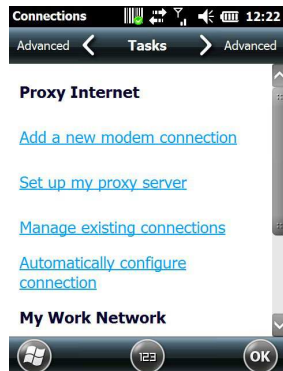 Connections 12:22
Advanced Tasks Advanced
Proxy Internet
Add a new modem connection
Set up my proxy server
Manage existing connections
Automatically configure
connection
My Work Network
123 OK